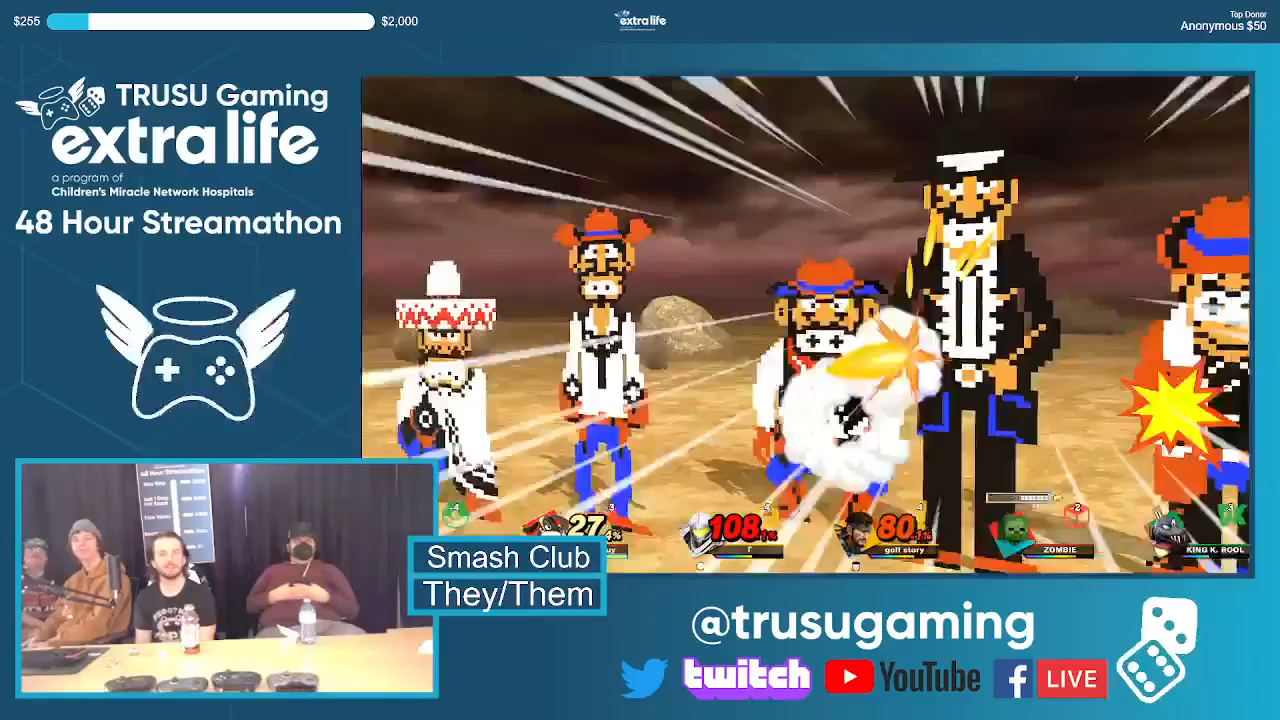 $255
$2,000
extra life
Top Donor
Anonymous $50
TRUSU Gaming
extra life
a program of
Children's Miracle Network Hospitals
48 Hour Streamathon
48 Hour Streamathon
27
108
80
golf story
ZOMBIE
KING K. ROOL
Smash Club
They/Them
@trusugaming
twitch
YouTube
LIVE